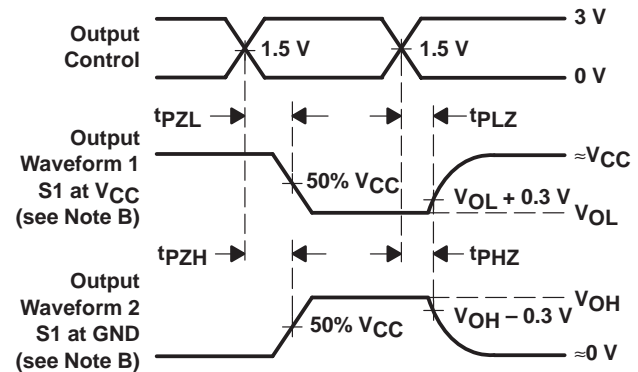 3 V
Output
Control
1.5 V
1.5 V
0 V
tPZL
tPLZ
Output
Waveform 1
S1 at VCC
(see Note B)
≈VCC
50% VCC
VOL + 0.3 V
VOL
tPZH
tPHZ
Output
Waveform 2
S1 at GND
(see Note B)
VOH
50% VCC
VOH – 0.3 V
≈0 V